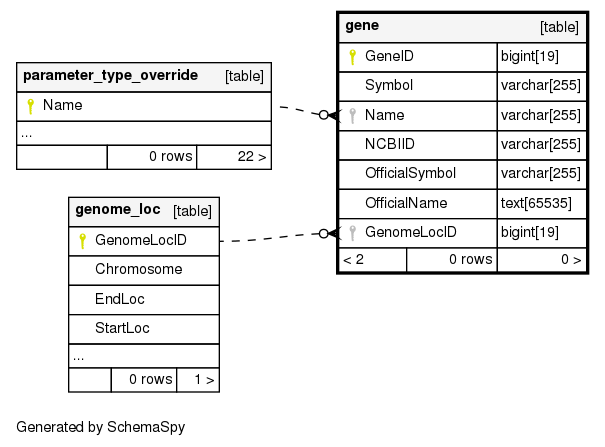 gene [table]
GeneID bigint[19]
Symbol varchar[255]
Name varchar[255]
NCBIID varchar[255]
OfficialSymbol varchar[255]
OfficialName text[65535]
GenomeLocID bigint[19]
< 2 0 rows 0 >
parameter_type_override [table]
Name
...
0 rows 22 >
genome_loc [table]
GenomeLocID
Chromosome
EndLoc
StartLoc
...
0 rows 1 >
Generated by SchemaSpy